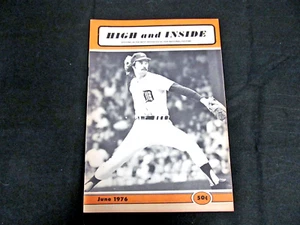 HIGH and INSIDE
D
June 1976
50¢